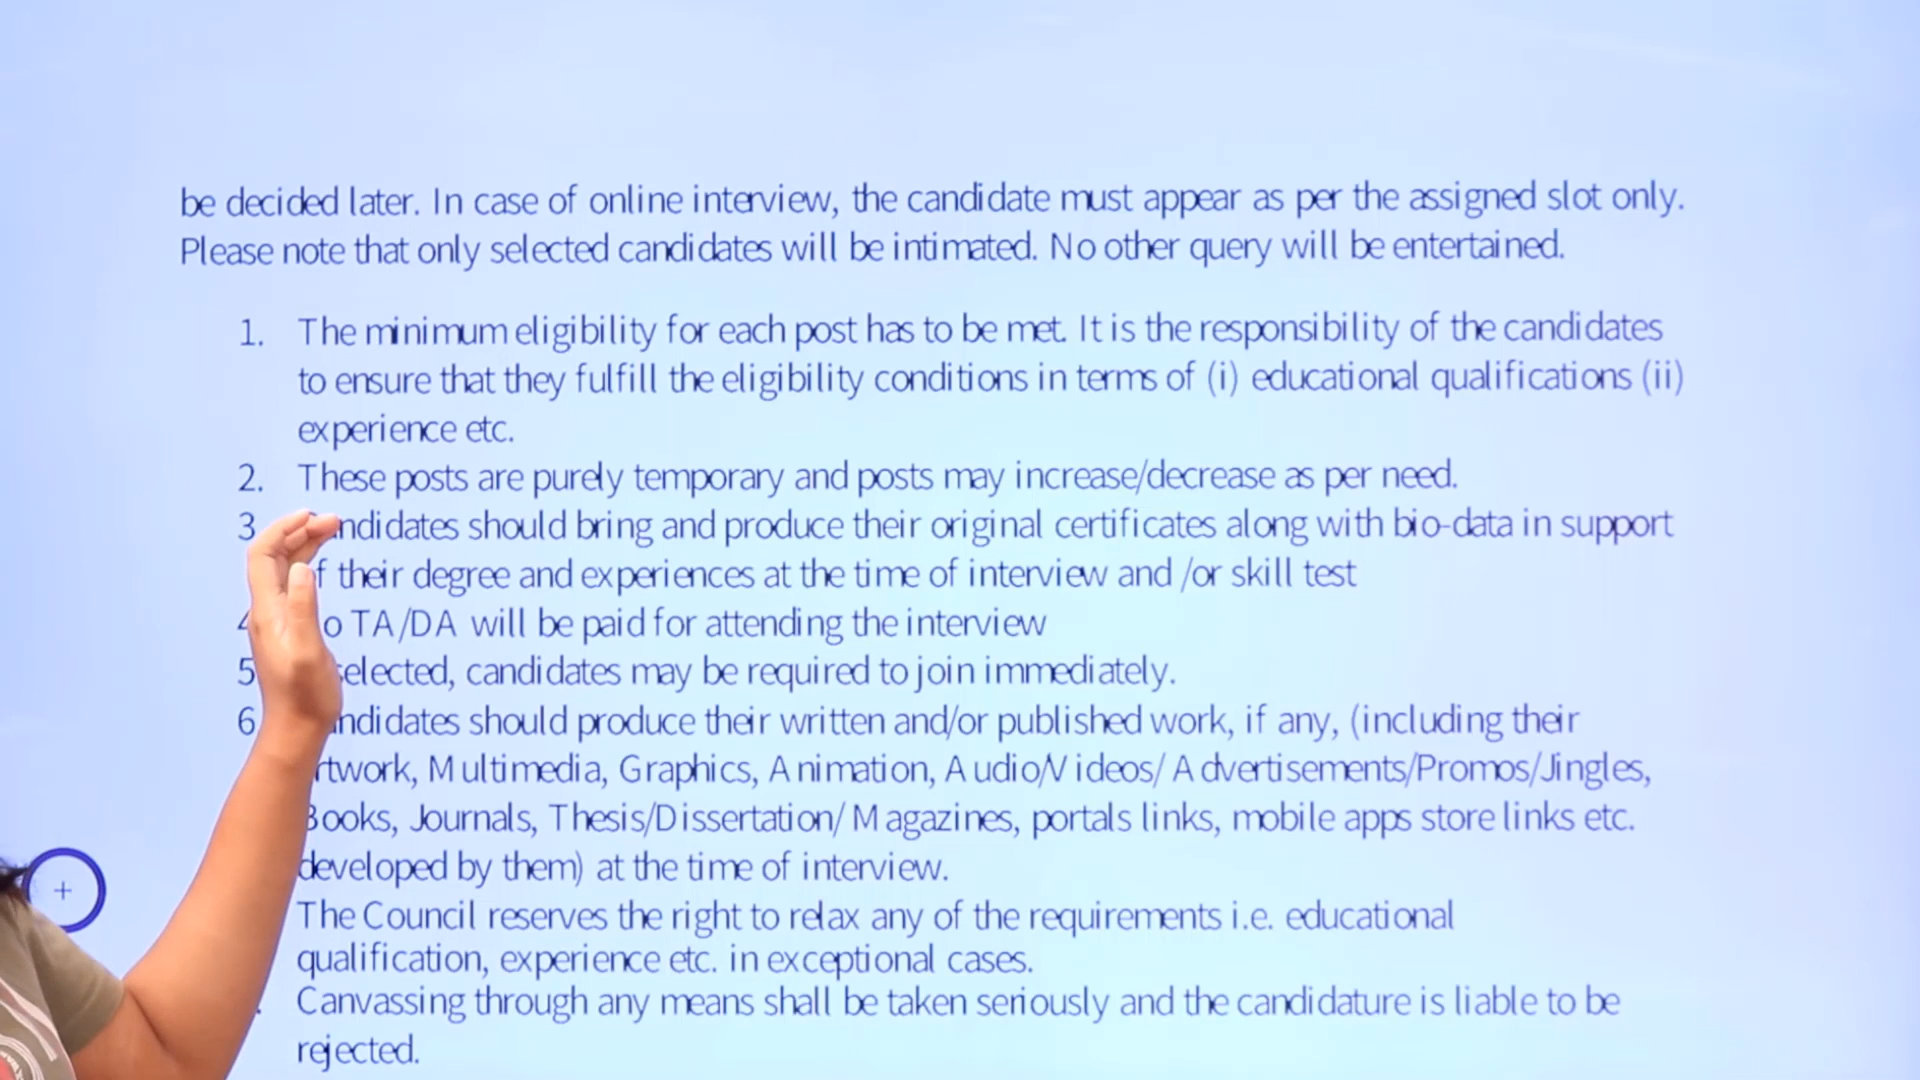 be decided later. In case of online interview, the candidate must appear as per the assigned slot only.
Please note that only selected candidates will be intimated. No other query will be entertained.
1. The minimum eligibility for each post has to be met. It is the responsibility of the candidates
to ensure that they fulfill the eligibility conditions in terms of (i) educational qualifications (ii)
experience etc.
2. These posts are purely temporary and posts may increase/decrease as per need.
3 ndidates should bring and produce their original certificates along with bio-data in support
f their degree and experiences at the time of interview and /or skill test
o TA/DA will be paid for attending the interview
5 elected, candidates may be required to join immediately.
6 ndidates should produce their written and/or published work, if any, (including their
rtwork, Multimedia, Graphics, Animation, Audio/Videos/ Advertisements/Promos/Jingles,
Books, Journals, Thesis/Dissertation/ Magazines, portals links, mobile apps store links etc.
developed by them) at the time of interview.
The Council reserves the right to relax any of the requirements i.e. educational
qualification, experience etc. in exceptional cases.
Canvassing through any means shall be taken seriously and the candidature is liable to be
rejected.